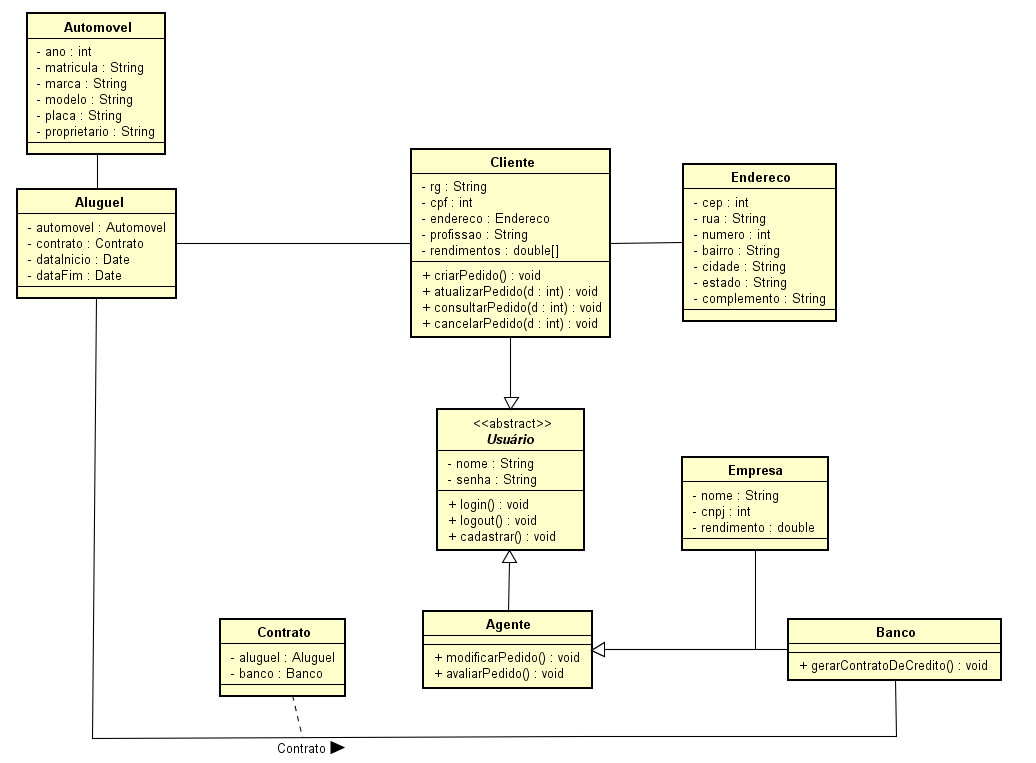 Automovel
- ano : int
- matricula : String
- marca : String
- modelo : String
- placa : String
- proprietario : String
Aluguel
- automovel : Automovel
- contrato : Contrato
- dataInicio : Date
- dataFim : Date
Cliente
- rg : String
- cpf : int
- endereco : Endereco
- profissao : String
- rendimentos : double[]
+ criarPedido() : void
+ atualizarPedido(d : int) : void
+ consultarPedido(d : int) : void
+ cancelarPedido(d : int) : void
Endereco
- cep : int
- rua : String
- numero : int
- bairro : String
- cidade : String
- estado : String
- complemento : String
<<abstract>>
Usuário
- nome : String
- senha : String
+ login() : void
+ logout() : void
+ cadastrar() : void
Empresa
- nome : String
- cnpj : int
- rendimento : double
Agente
+ modificarPedido() : void
+ avaliarPedido() : void
Banco
+ gerarContratoDeCredito() : void
Contrato
- aluguel : Aluguel
- banco : Banco
Contrato